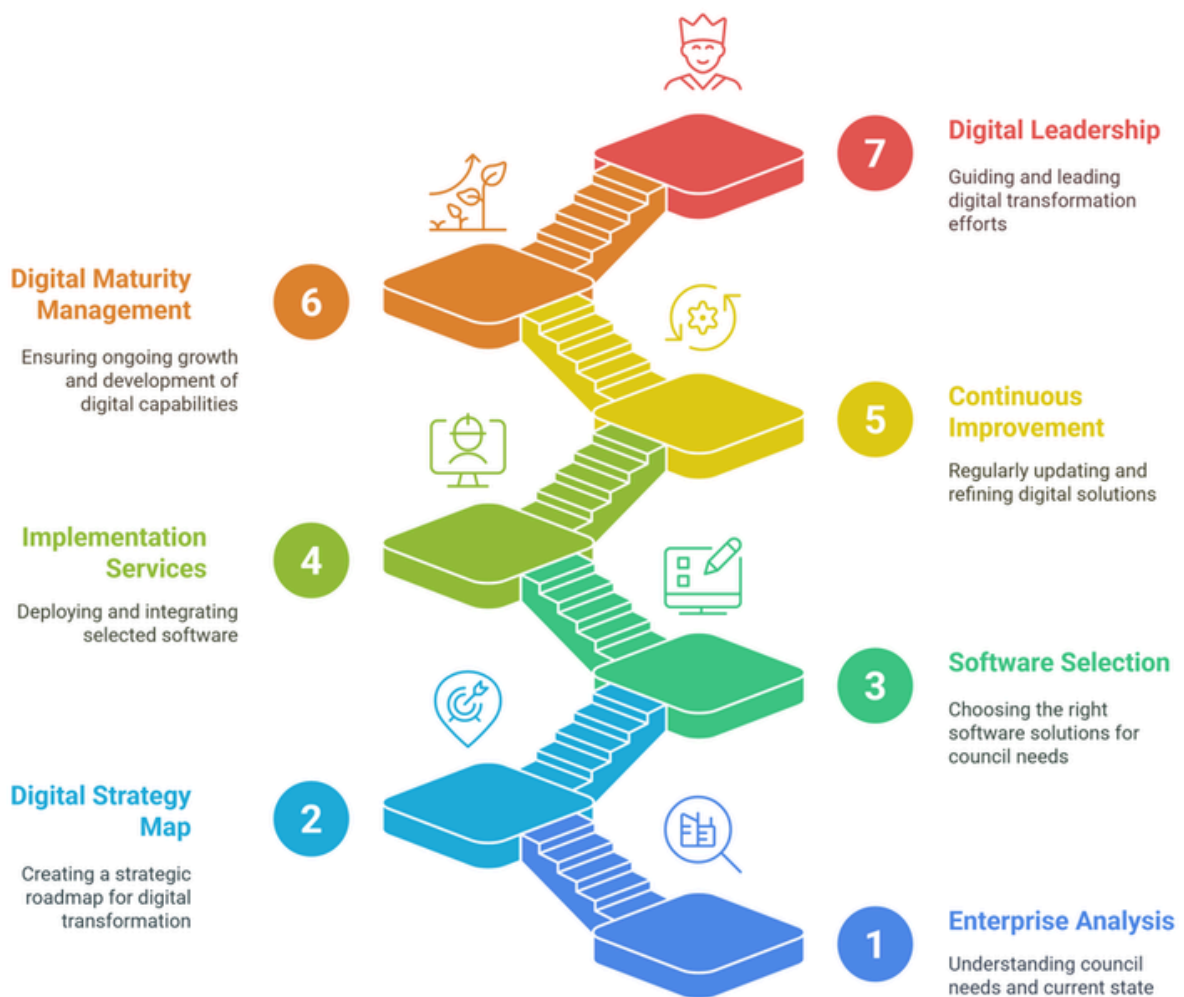 7
Digital Leadership
Guiding and leading
digital transformation
efforts
Digital Maturity
Management
6
Ensuring ongoing growth
and development of
digital capabilities
5
Continuous
Improvement
Regularly updating and
refining digital solutions
Implementation
Services
4
Deploying and integrating
selected software
3
Software Selection
Choosing the right
software solutions for
council needs
Digital Strategy
Map
2
Creating a strategic
roadmap for digital
transformation
1
Enterprise Analysis
Understanding council
needs and current state